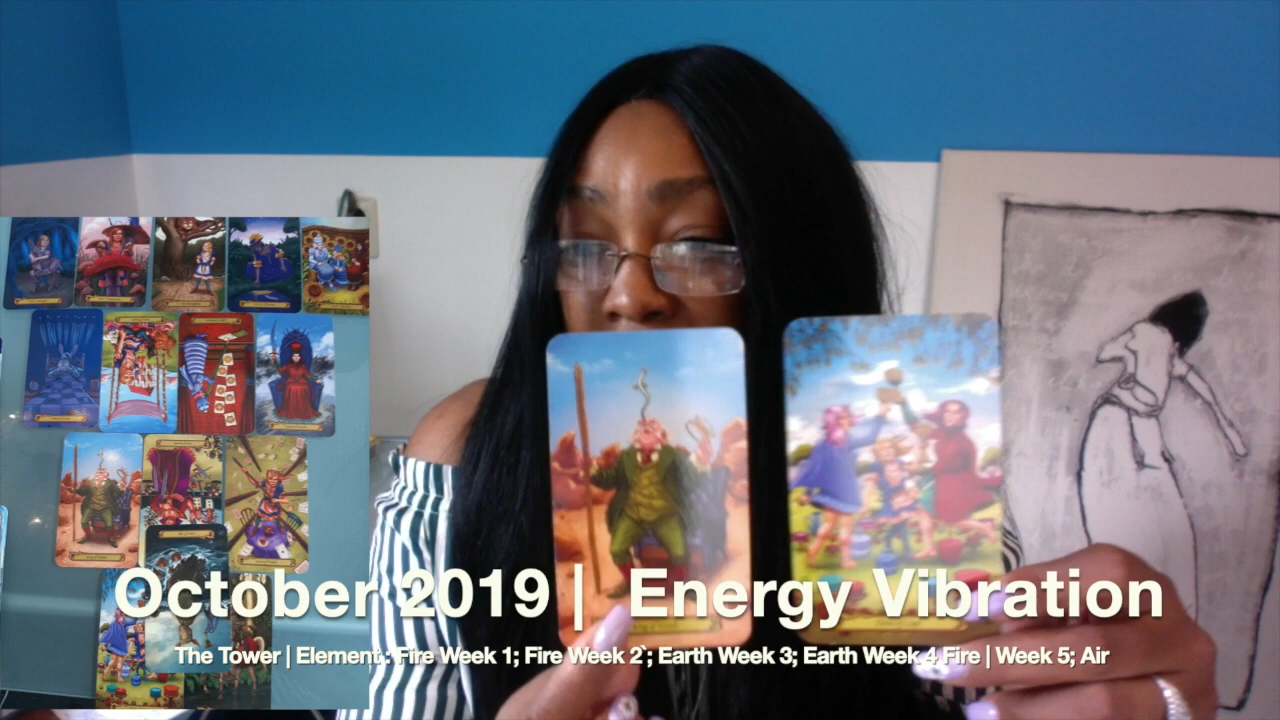 October 2019 | Energy Vibration
The Tower | Element : Fire Week 1; Fire Week 2`; Earth Week 3; Earth Week 4 Fire | Week 5; Air